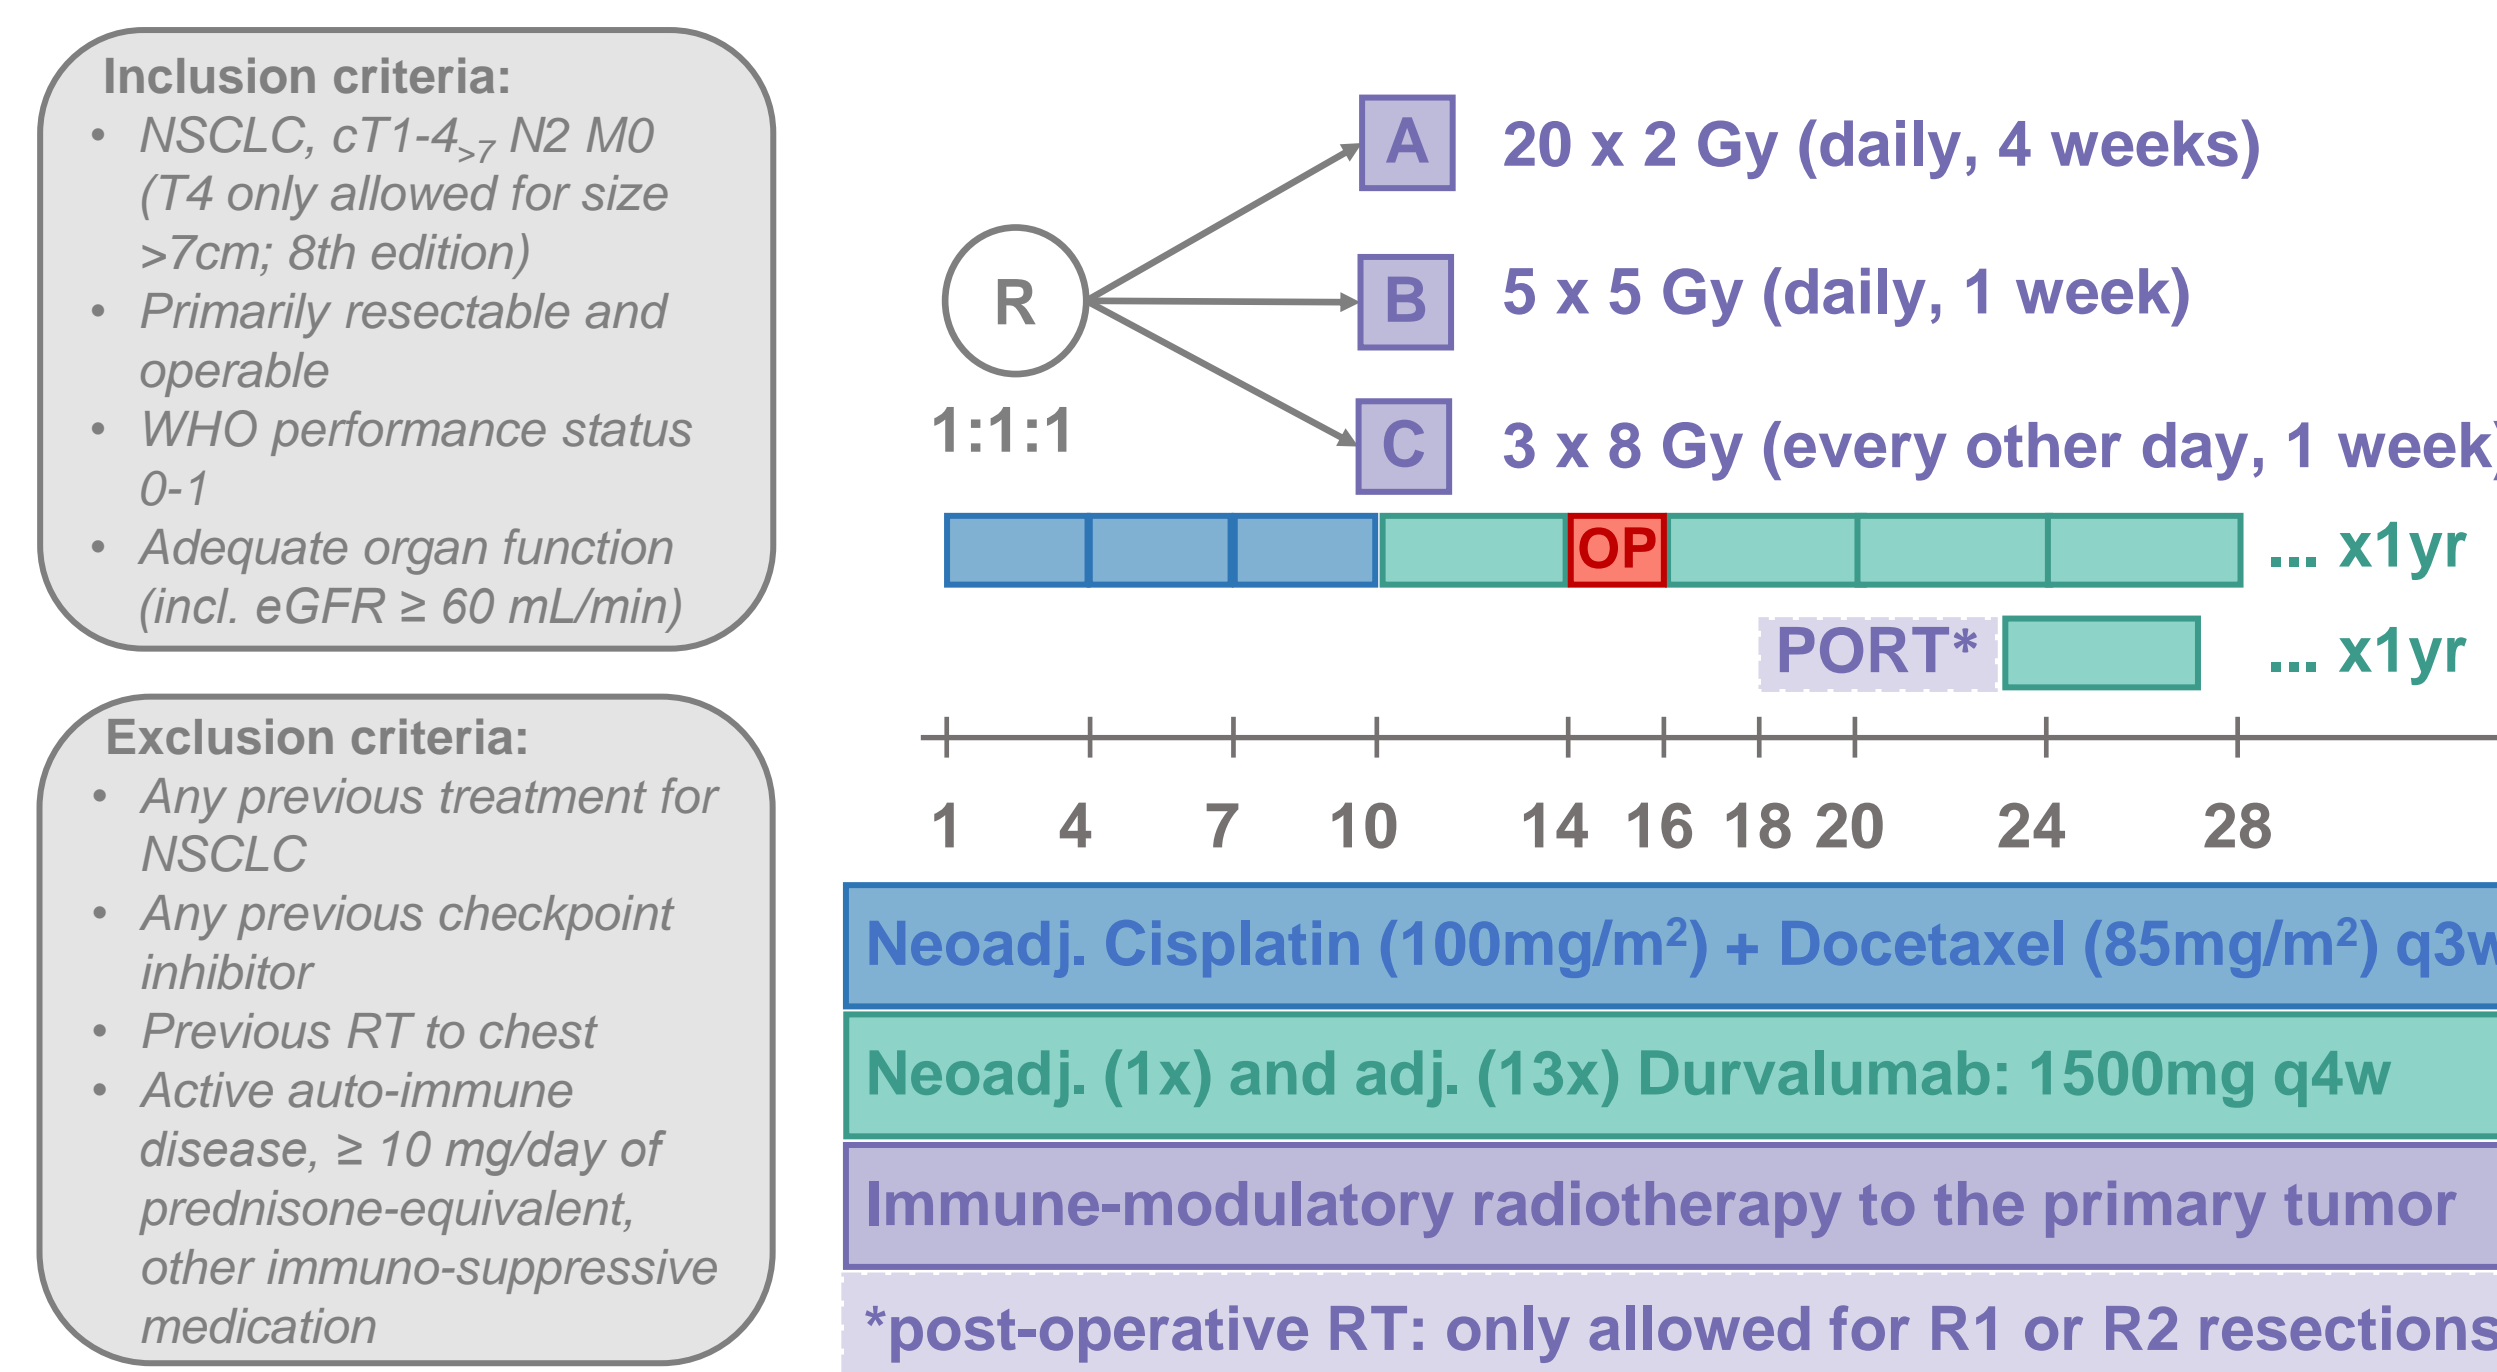 Inclusion criteria:
• NSCLC, cT1-4>7 N2 M0
(T4 only allowed for size
>7cm; 8th edition)
• Primarily resectable and
operable
• WHO performance status
0-1
• Adequate organ function
(incl. eGFR ≥ 60 mL/min)
Exclusion criteria:
• Any previous treatment for
NSCLC
• Any previous checkpoint
inhibitor
• Previous RT to chest
• Active auto-immune
disease, ≥ 10 mg/day of
prednisone-equivalent,
other immuno-suppressive
medication
R
1:1:1
A 20 x 2 Gy (daily, 4 weeks)
B 5 x 5 Gy (daily, 1 week)
C 3 x 8 Gy (every other day, 1 week)
OP ... x1yr
PORT* ... x1yr
1 4 7 10 14 16 18 20 24 28
Neoadj. Cisplatin (100mg/m²) + Docetaxel (85mg/m²) q3w
Neoadj. (1x) and adj. (13x) Durvalumab: 1500mg q4w
Immune-modulatory radiotherapy to the primary tumor
*post-operative RT: only allowed for R1 or R2 resections